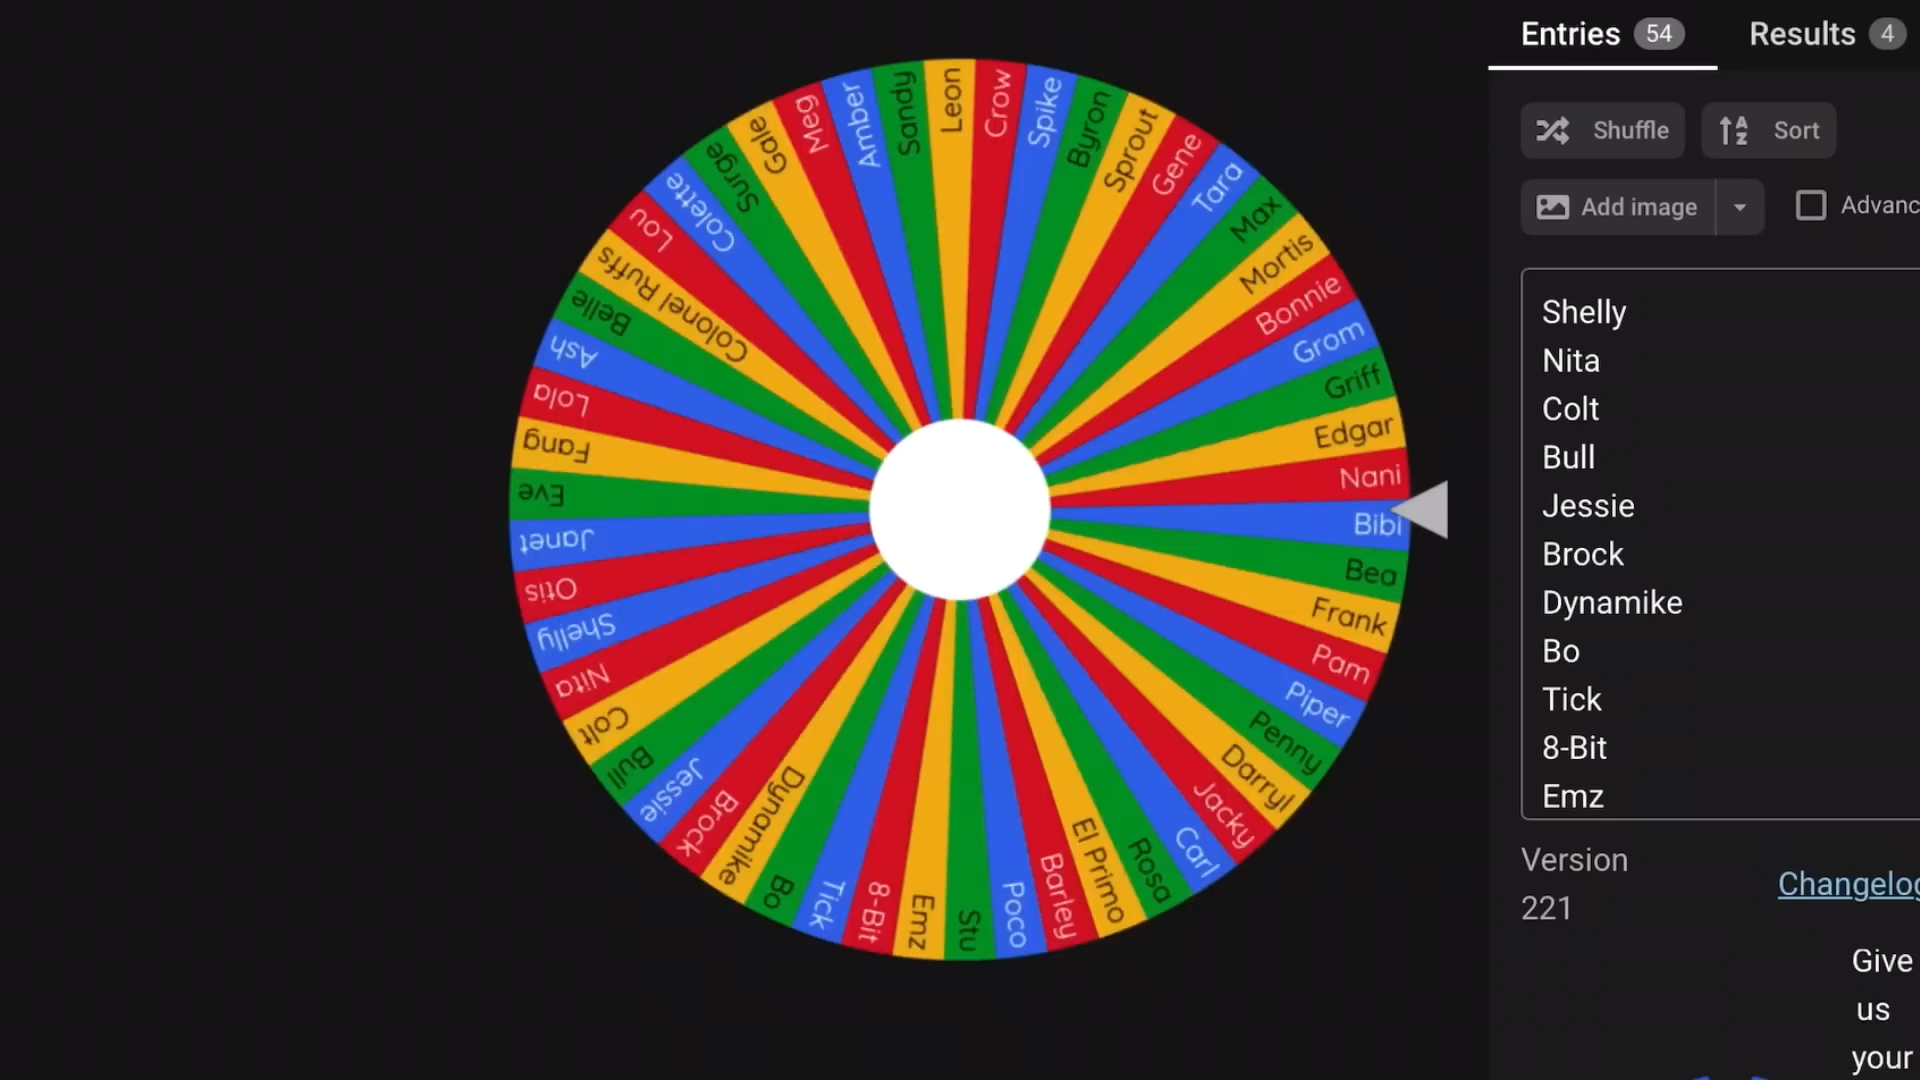 Entries 54
Results 4
Shuffle
Sort
Add image
Advanc
Shelly
Nita
Colt
Bull
Jessie
Brock
Dynamike
Bo
Tick
8-Bit
Emz
Version
221
Changelog
Give
us
your
Leon
Crow
Spike
Byron
Sprout
Gene
Tara
Max
Mortis
Bonnie
Grom
Griff
Edgar
Nani
Bibi
Bea
Frank
Pam
Piper
Penny
Darryl
Jacky
Carl
Rosa
El Primo
Barley
Poco
Stu
Emz
8-Bit
Tick
Bo
Dynamike
Brock
Jessie
Bull
Colt
Nita
Shelly
Otis
Janet
Eve
Fang
Lola
Ash
Belle
Colonel Ruffs
Lou
Colette
Surge
Gale
Meg
Amber
Sandy